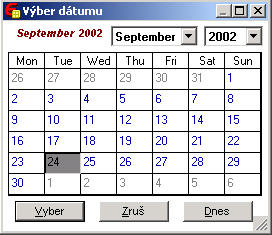 Výber dátumu
September 2002 September 2002
Mon Tue Wed Thu Fri Sat Sun
26 27 28 29 30 31 1
2 3 4 5 6 7 8
9 10 11 12 13 14 15
16 17 18 19 20 21 22
23 24 25 26 27 28 29
30 1 2 3 4 5 6
Vyber Zruš Dnes